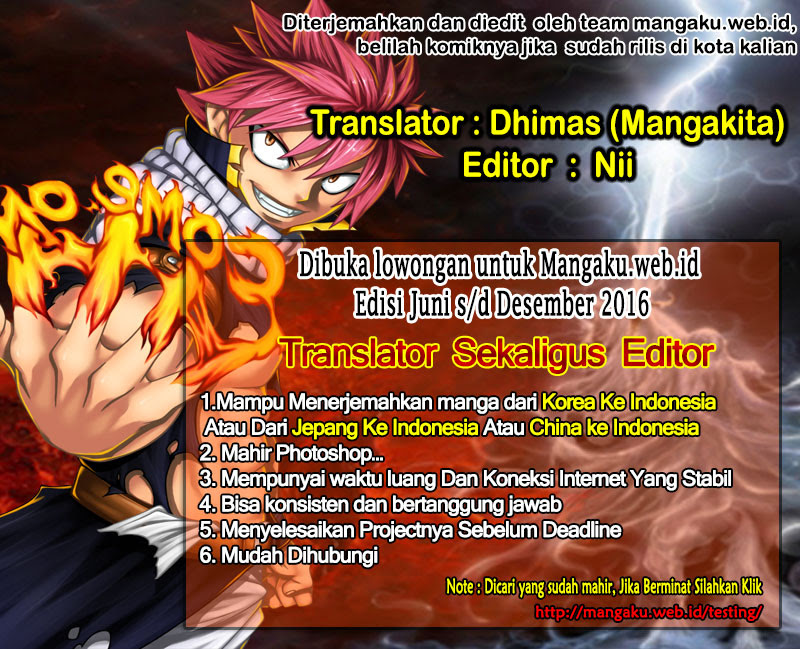 Diterjemahkan dan diedit oleh team mangaku.web.id,
belilah komiknya jika sudah rilis di kota kalian
Translator : Dhimas (Mangakita)
Editor : Nii
COME ON
Dibuka lowongan untuk Mangaku.web.id
Edisi Juni s/d Desember 2016
Translator Sekaligus Editor
1.Mampu Menerjemahkan manga dari Korea Ke Indonesia
Atau Dari Jepang Ke Indonesia Atau China ke Indonesia
2. Mahir Photoshop...
3. Mempunyai waktu luang Dan Koneksi Internet Yang Stabil
4. Bisa konsisten dan bertanggung jawab
5. Menyelesaikan Projectnya Sebelum Deadline
6. Mudah Dihubungi
Note : Dicari yang sudah mahir, Jika Berminat Silahkan Klik
http://mangaku.web.id/testing/